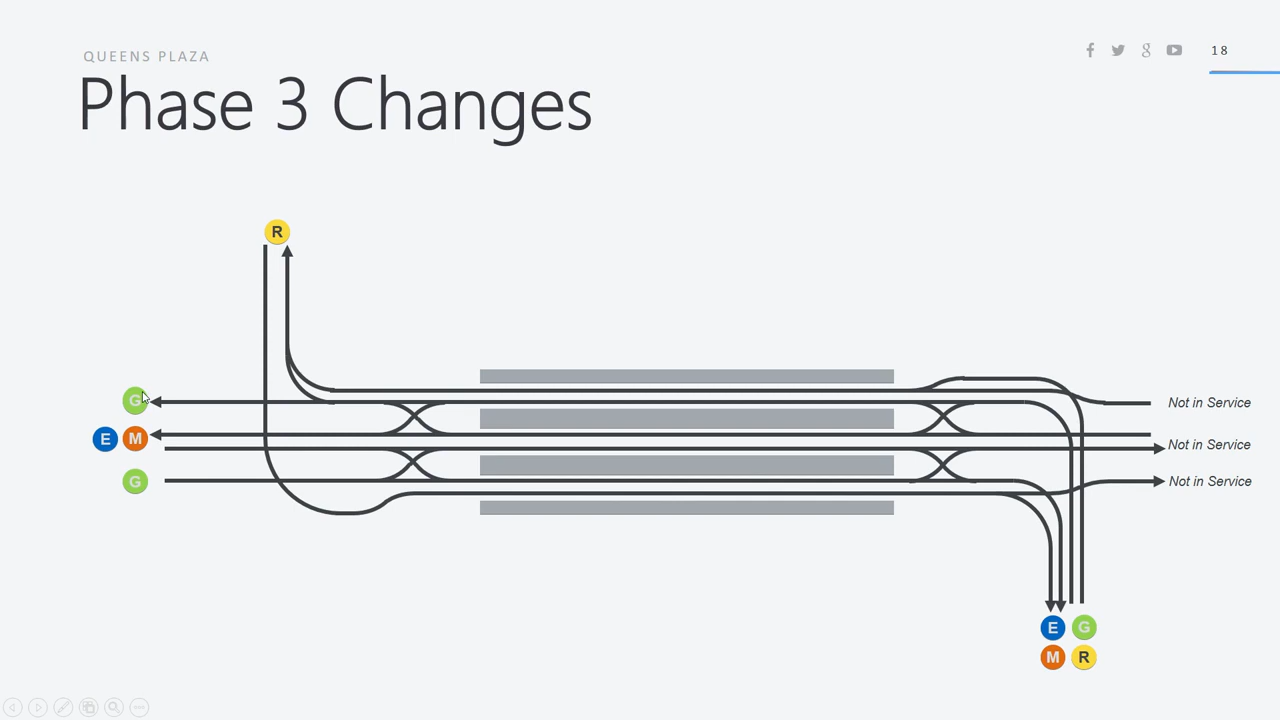 QUEENS PLAZA
18
Phase 3 Changes
R
G
Not in Service
E M
Not in Service
G
Not in Service
E G
M R